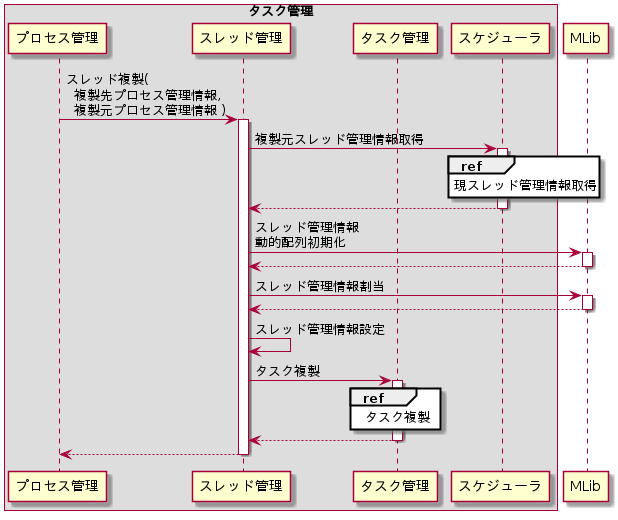 タスク管理
プロセス管理
スレッド管理
タスク管理
スケジューラ
MLib
スレッド複製(
複製先プロセス管理情報,
複製元プロセス管理情報 )
複製元スレッド管理情報取得
ref
現スレッド管理情報取得
スレッド管理情報
動的配列初期化
スレッド管理情報割当
スレッド管理情報設定
タスク複製
ref
タスク複製
プロセス管理
スレッド管理
タスク管理
スケジューラ
MLib